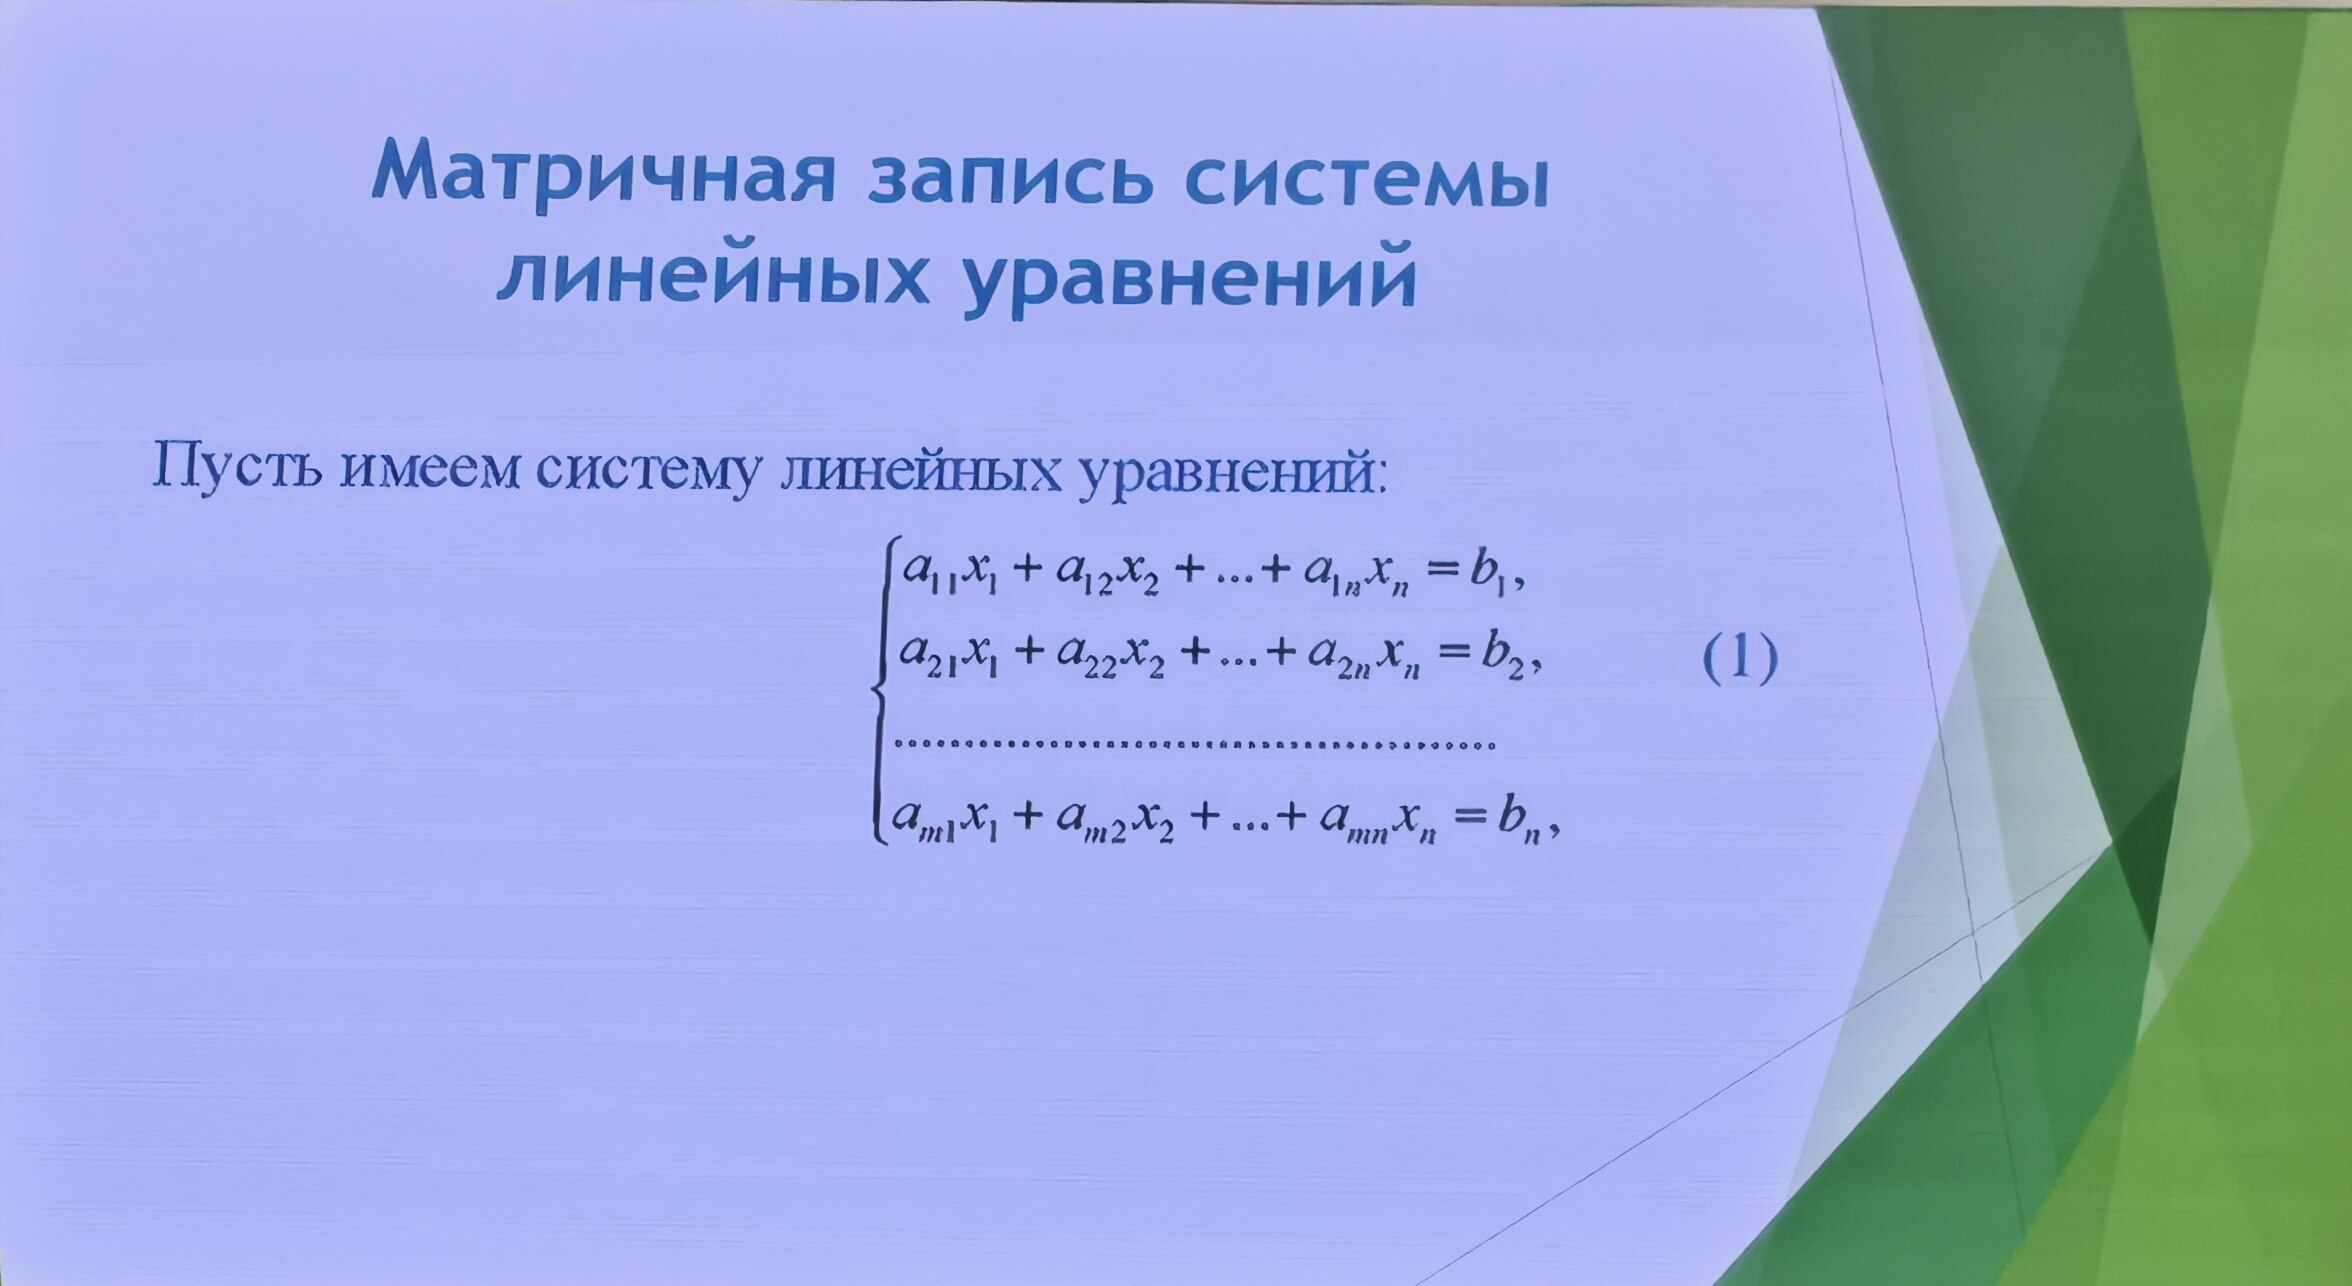 Матричная запись системы
линейных уравнений
Пусть имеем систему линейных уравнений:
a₁₁x₁ + a₁₂x₂ + ... + a₁ₙxₙ = b₁,
a₂₁x₁ + a₂₂x₂ + ... + a₂ₙxₙ = b₂, (1)
...........................................
aₘ₁x₁ + aₘ₂x₂ + ... + aₘₙxₙ = bₙ,